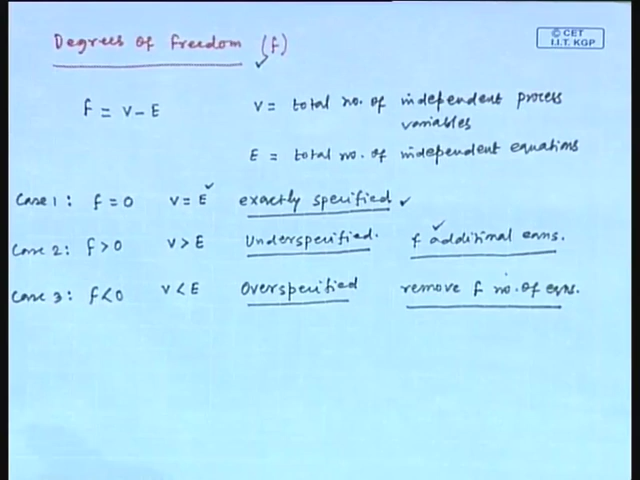 Degrees of freedom (f)
© CET
I.I.T. KGP
f = V - E
V = total no. of independent process
variables
E = total no. of independent equations
Case 1: f = 0 V = E exactly specified
Case 2: f > 0 V > E Underspecified. f additional eqns.
Case 3: f < 0 V < E Overspecified remove f no. of eqns.